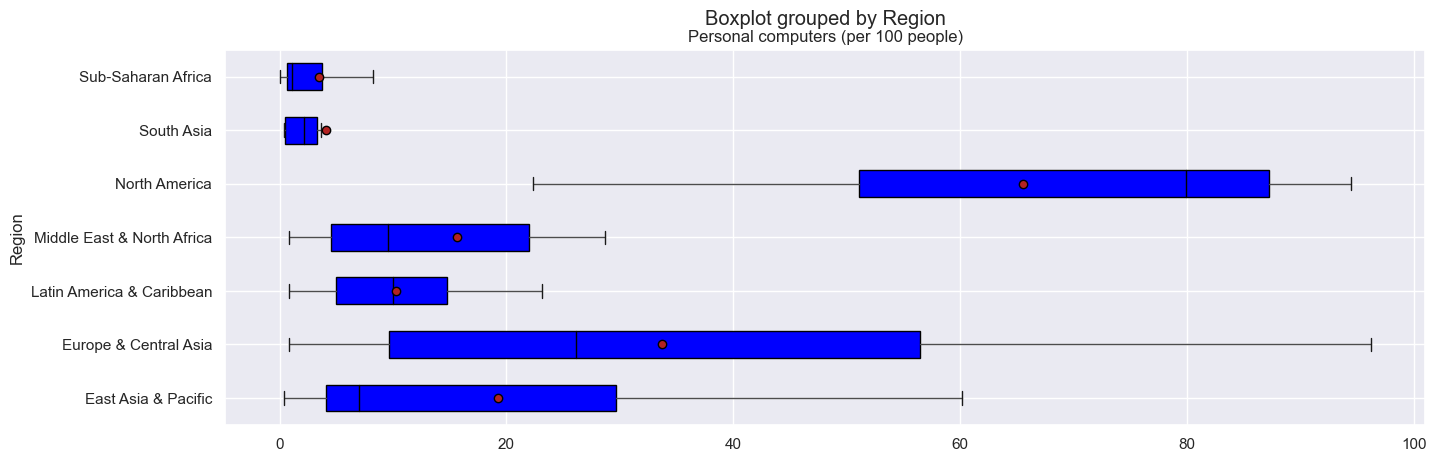 Boxplot grouped by Region
Personal computers (per 100 people)
Region
Sub-Saharan Africa
South Asia
North America
Middle East & North Africa
Latin America & Caribbean
Europe & Central Asia
East Asia & Pacific
0 20 40 60 80 100